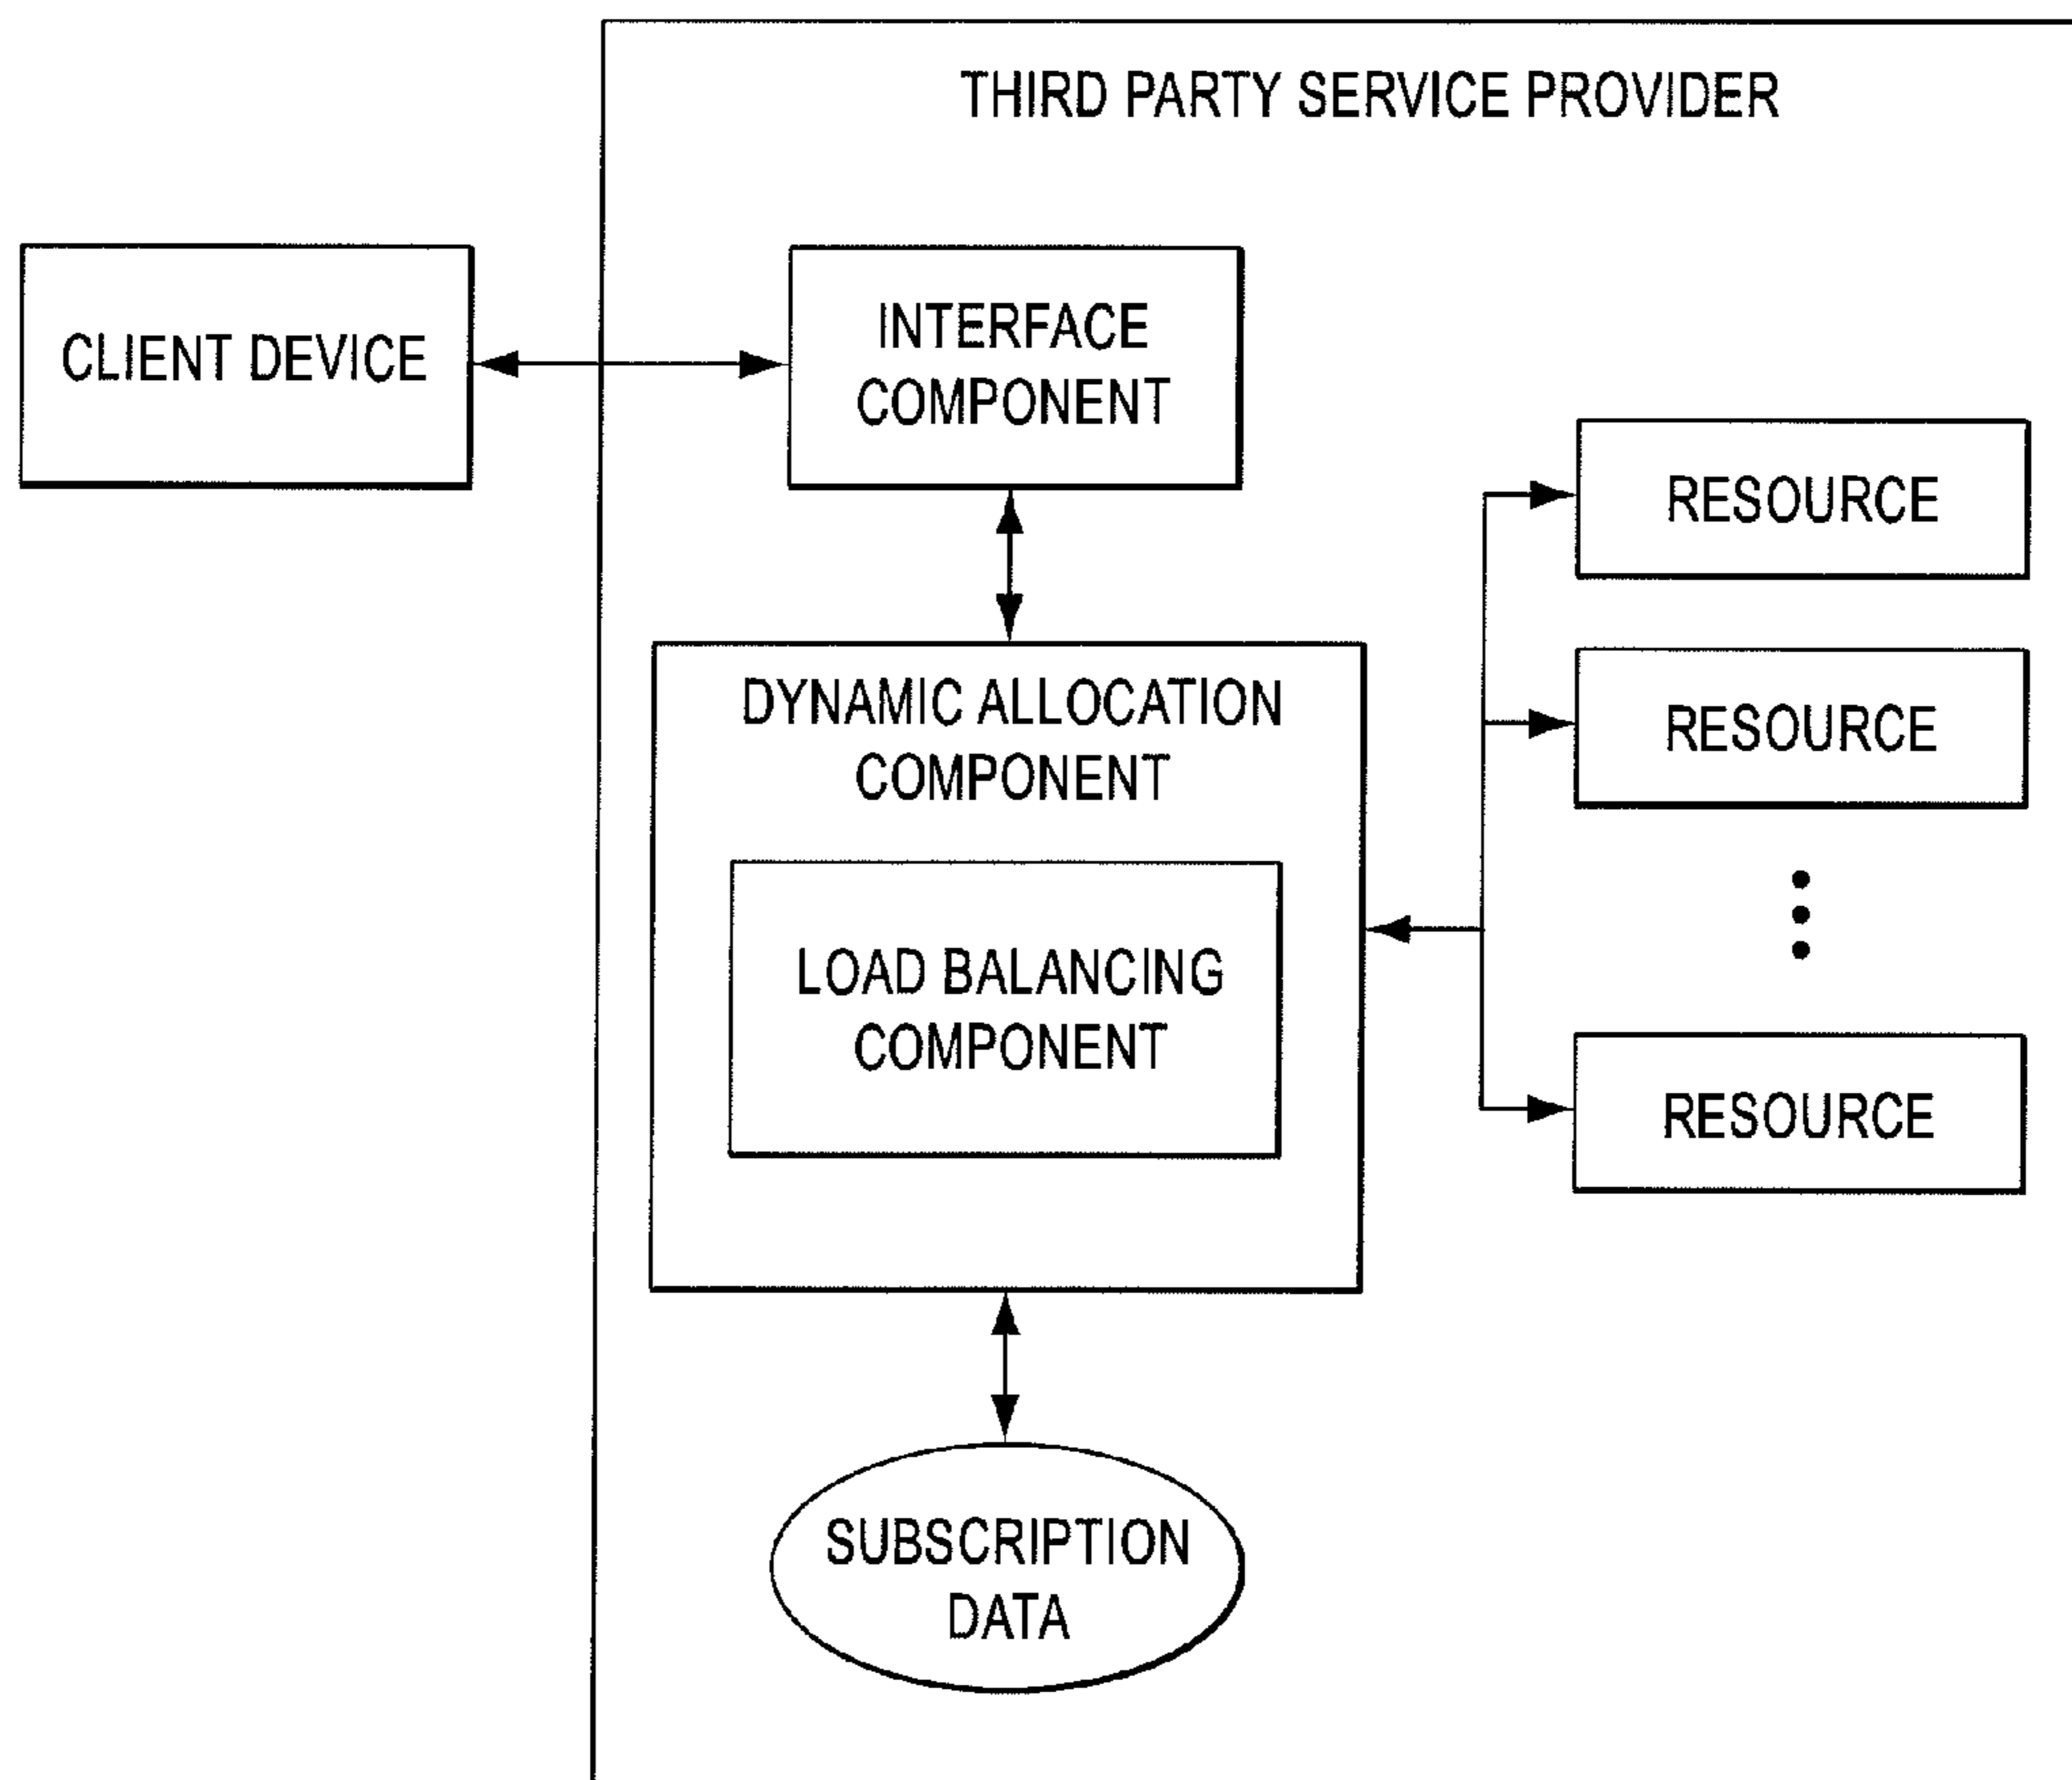 THIRD PARTY SERVICE PROVIDER
CLIENT DEVICE
INTERFACE
COMPONENT
RESOURCE
DYNAMIC ALLOCATION
COMPONENT
RESOURCE
LOAD BALANCING
COMPONENT
RESOURCE
SUBSCRIPTION
DATA